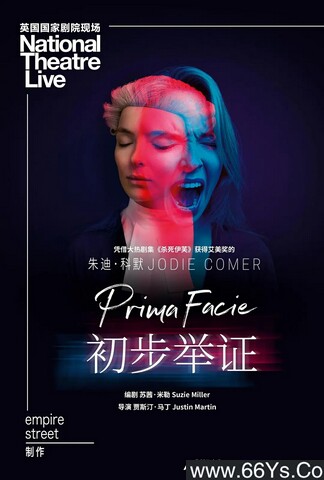 英国国家剧院现场
National
Theatre
Live
凭借大热剧集《杀死伊芙》获得艾美奖的
朱迪·科默 JODIE COMER
Prima Facie
初步举证
编剧 苏茜·米勒 Suzie Miller
导演 贾斯汀·马丁 Justin Martin
empire
street
制作
www.66Ys.Co